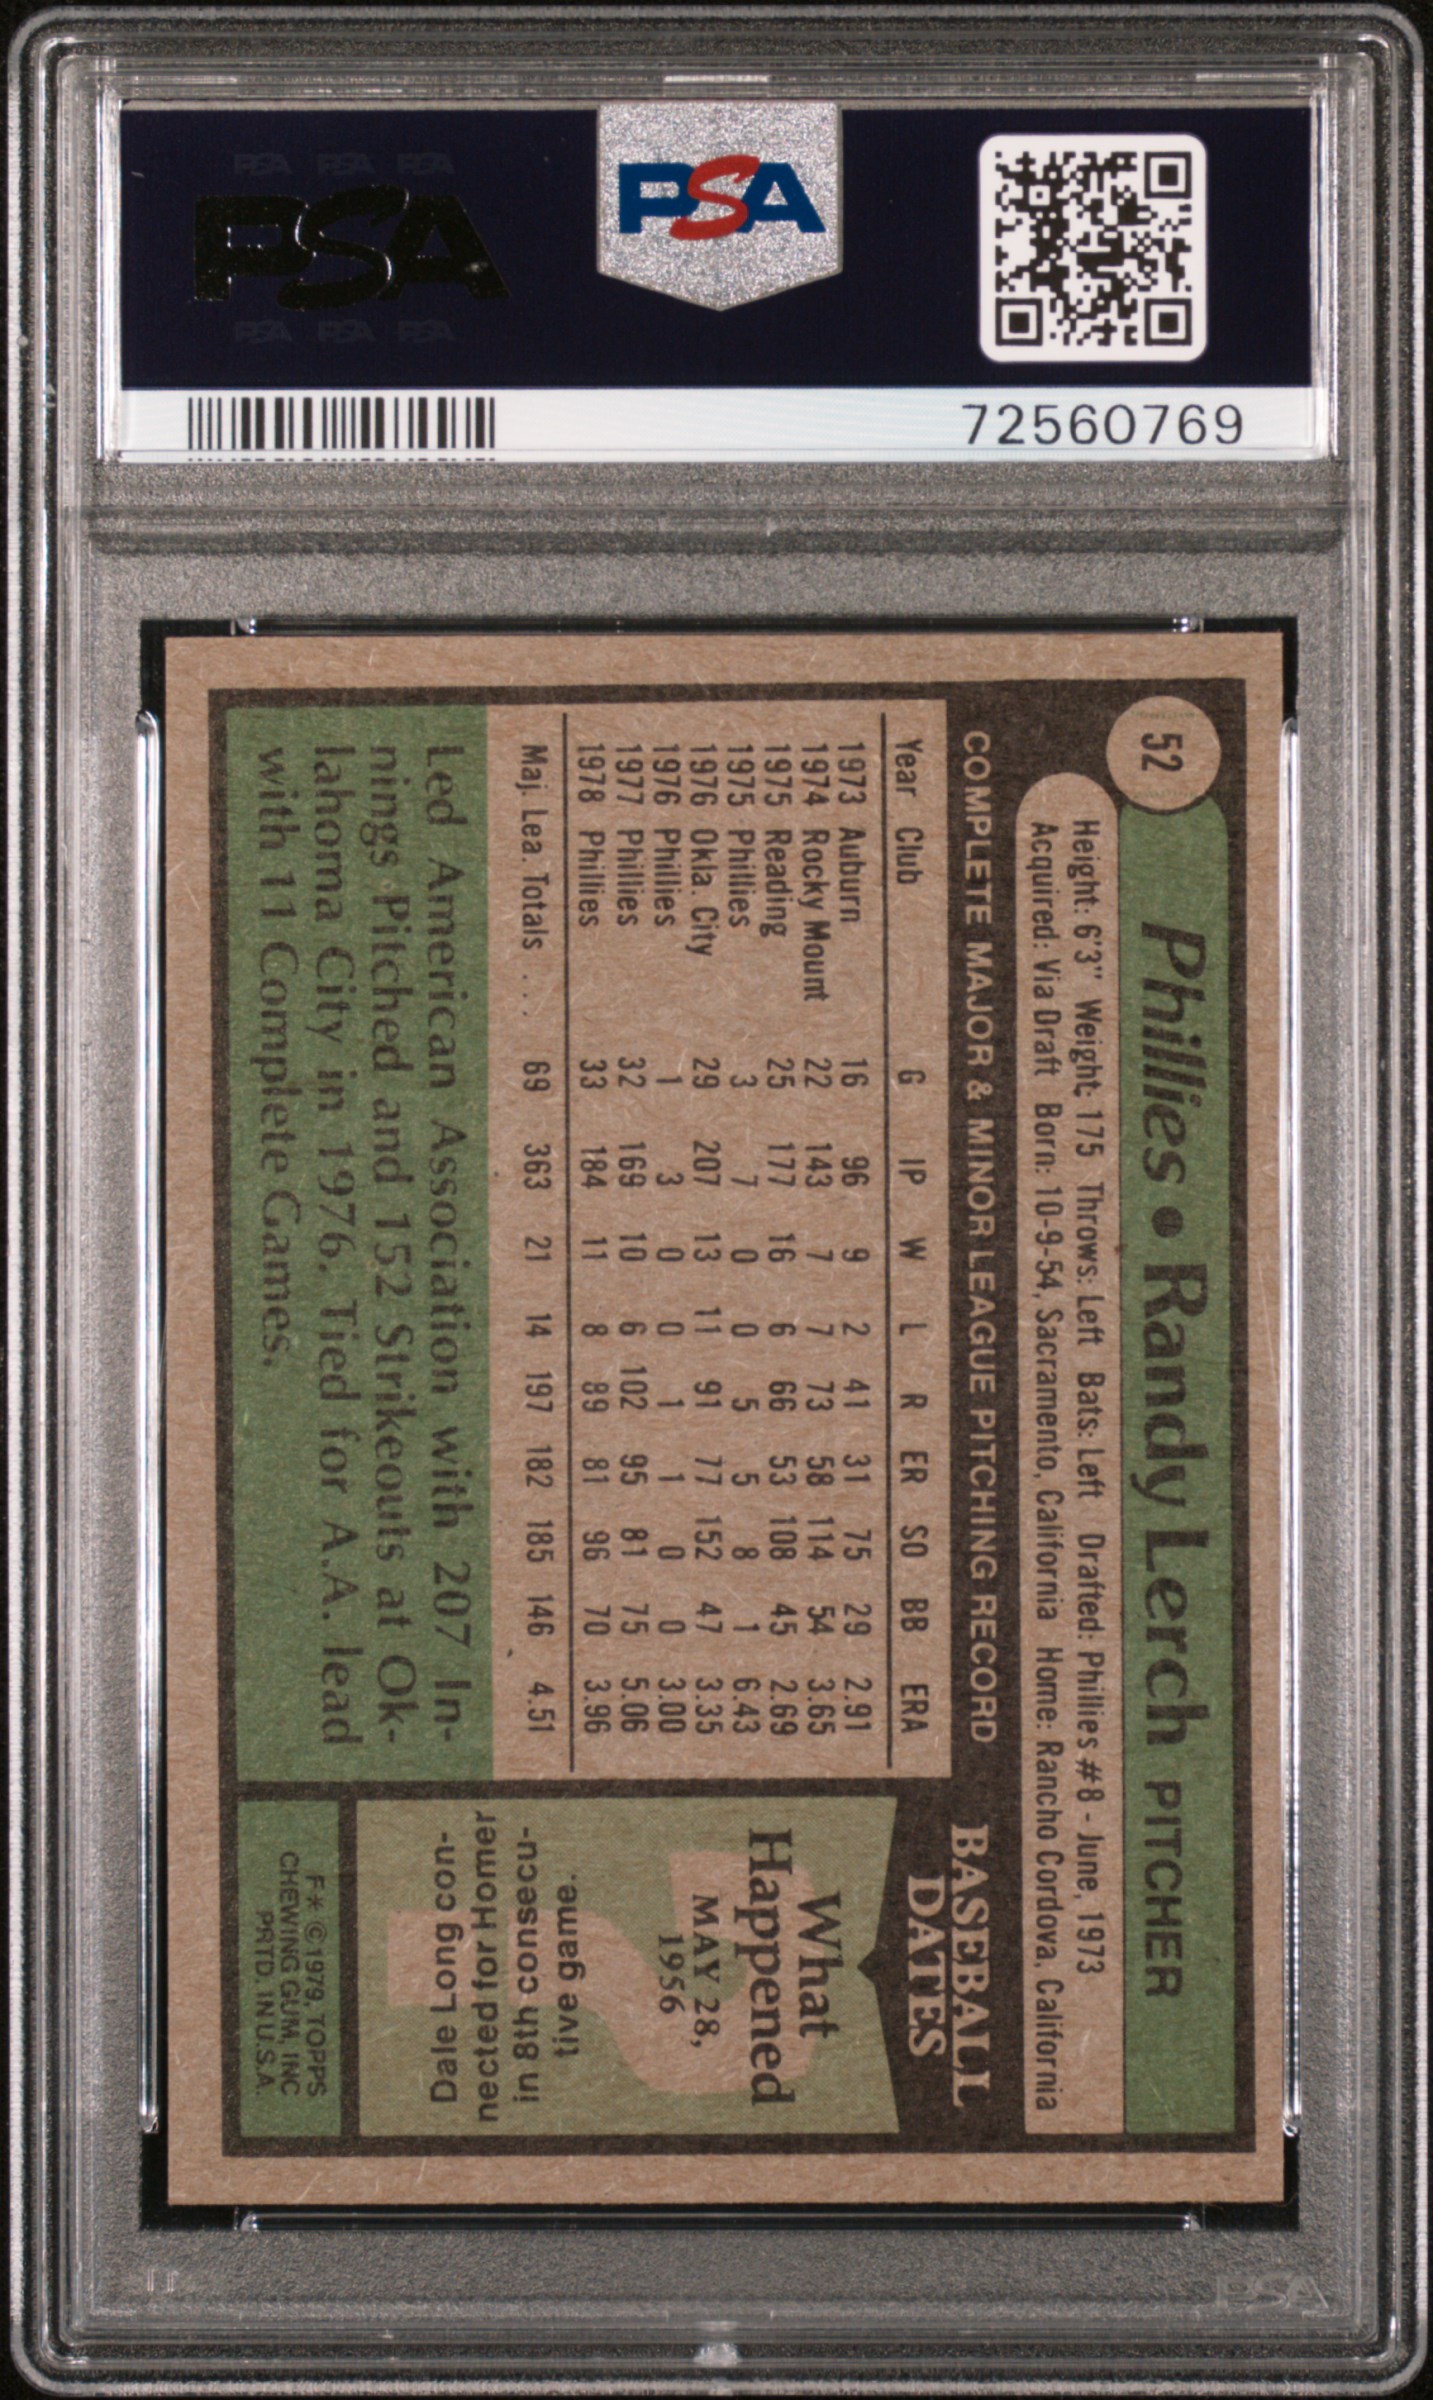 PSA PSA PSA
PSA
PSA PSA PSA
PSA
72560769
52
Phillies • Randy Lerch PITCHER
Height: 6'3" Weight: 175 Throws: Left Bats: Left Drafted: Phillies #8 - June, 1973
Acquired: Via Draft Born: 10-9-54, Sacramento, California Home: Rancho Cordova, California
COMPLETE MAJOR & MINOR LEAGUE PITCHING RECORD
Year Club G IP W L R ER SO BB ERA
1973 Auburn 16 96 9 2 41 31 75 29 2.91
1974 Rocky Mount 22 143 7 7 73 58 114 54 3.65
1975 Reading 25 177 16 6 66 53 108 45 2.69
1975 Phillies 3 7 0 0 5 5 8 1 6.43
1976 Okla. City 29 207 13 11 91 77 152 47 3.35
1976 Phillies 1 3 0 0 1 1 0 0 3.00
1977 Phillies 32 169 10 6 102 95 81 75 5.06
1978 Phillies 33 184 11 8 89 81 96 70 3.96
Maj. Lea. Totals . . . 69 363 21 14 197 182 185 146 4.51
Led American Association with 207 In-
nings Pitched and 152 Strikeouts at Ok-
lahoma City in 1976. Tied for A.A. lead
with 11 Complete Games.
BASEBALL
DATES
What
Happened
MAY 28,
1956
Dale Long con-
nected for Homer
in 8th consecu-
tive game.
F* ©1979, TOPPS
CHEWING GUM, INC
PRTD. IN U.S.A.
PSA